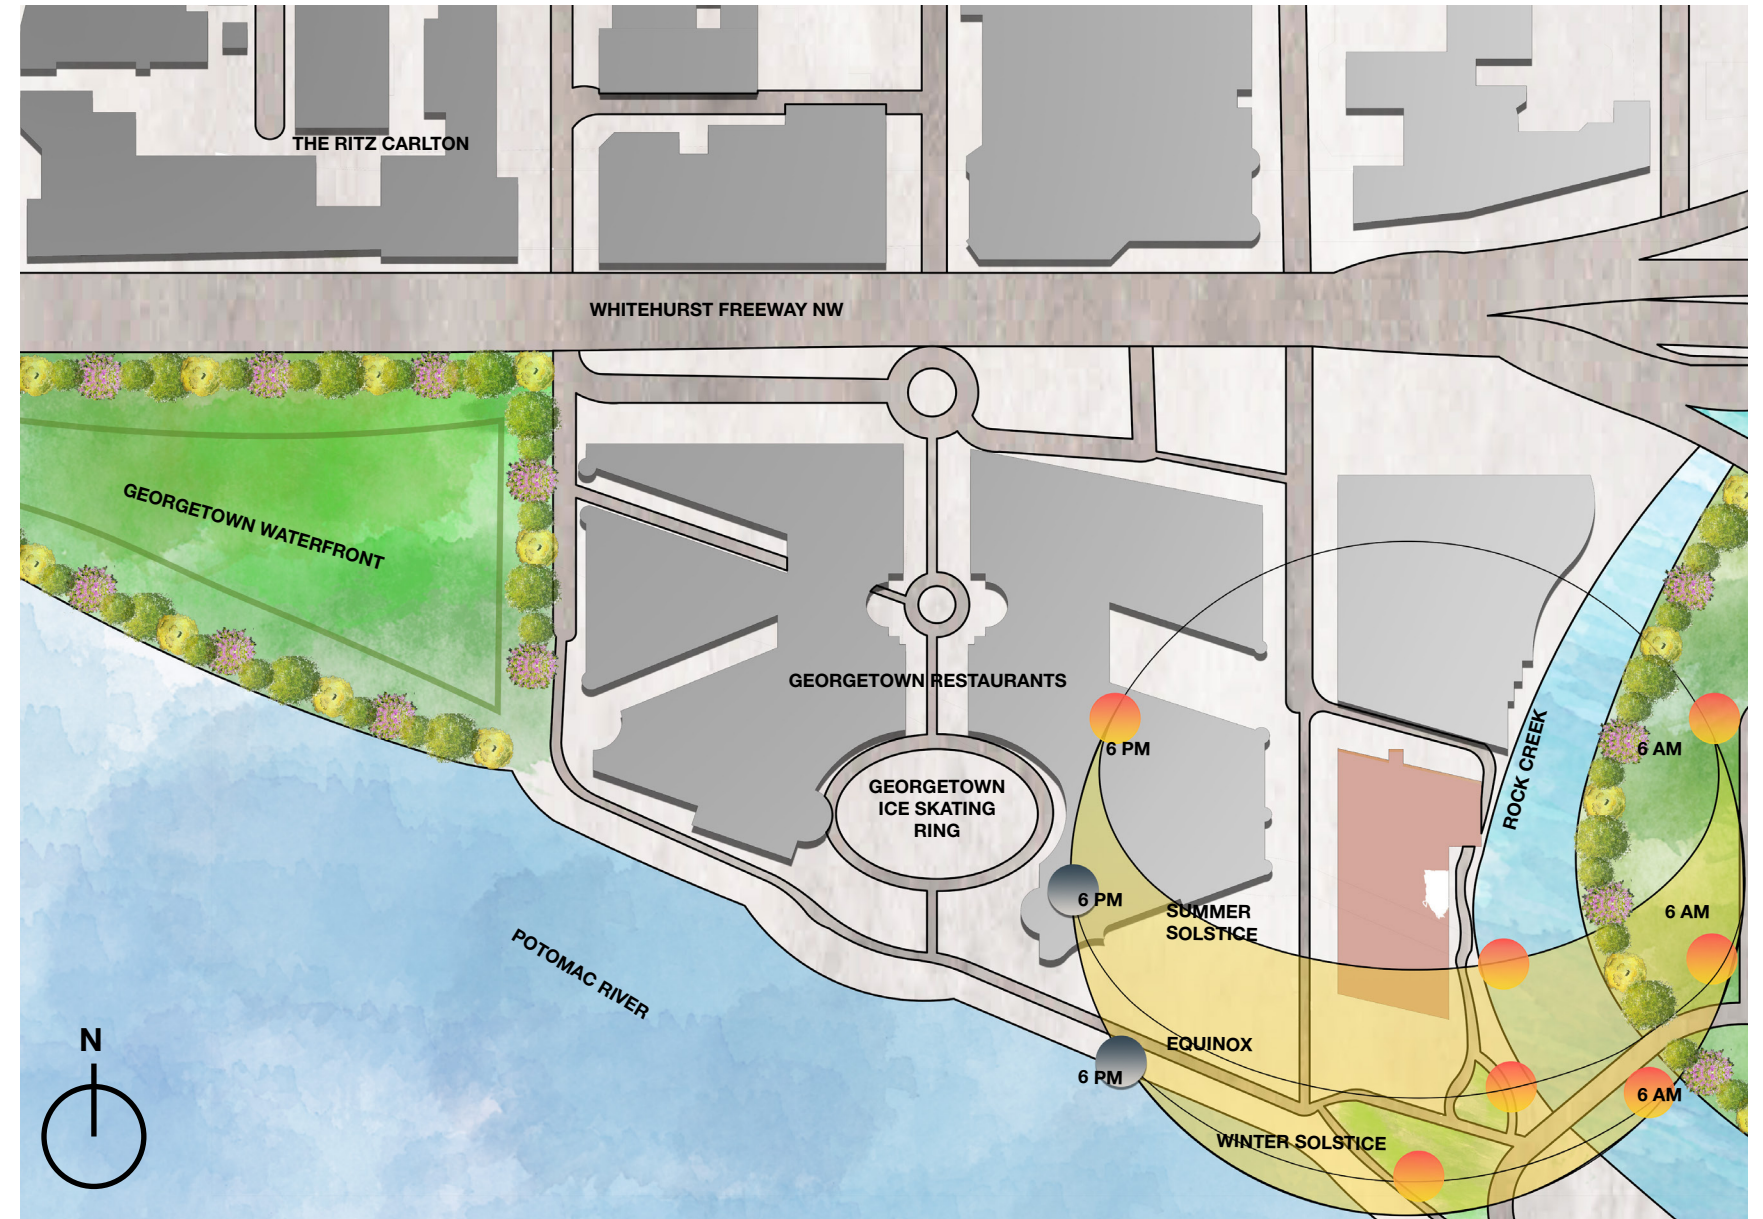 THE RITZ CARLTON
WHITEHURST FREEWAY NW
GEORGETOWN WATERFRONT
GEORGETOWN RESTAURANTS
6 PM
6 AM
ROCK CREEK
GEORGETOWN
ICE SKATING
RING
6 PM
SUMMER
SOLSTICE
6 AM
POTOMAC RIVER
EQUINOX
6 PM
6 AM
WINTER SOLSTICE
N